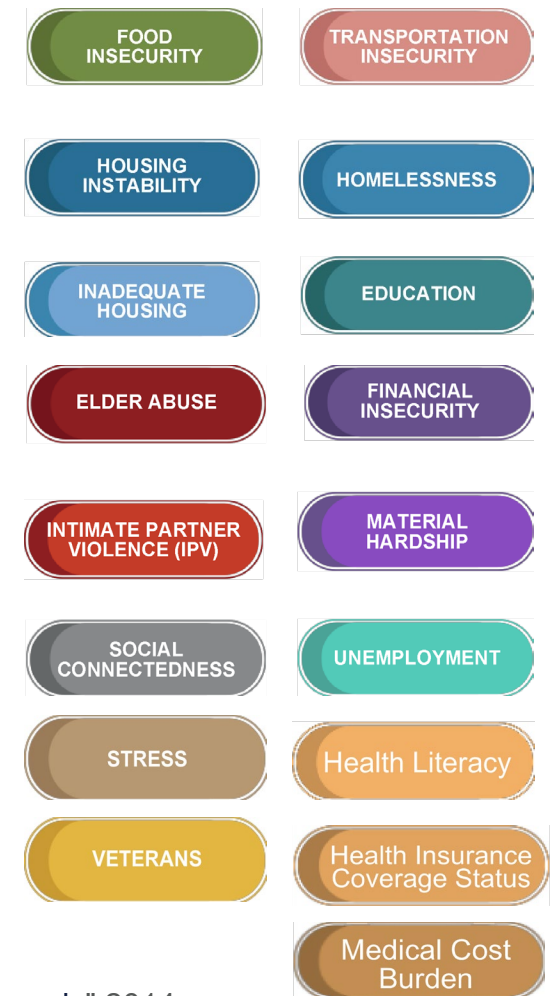 FOOD
INSECURITY
TRANSPORTATION
INSECURITY
HOUSING
INSTABILITY
HOMELESSNESS
INADEQUATE
HOUSING
EDUCATION
ELDER ABUSE
FINANCIAL
INSECURITY
INTIMATE PARTNER
VIOLENCE (IPV)
MATERIAL
HARDSHIP
SOCIAL
CONNECTEDNESS
UNEMPLOYMENT
STRESS
Health Literacy
VETERANS
Health Insurance
Coverage Status
Medical Cost
Burden